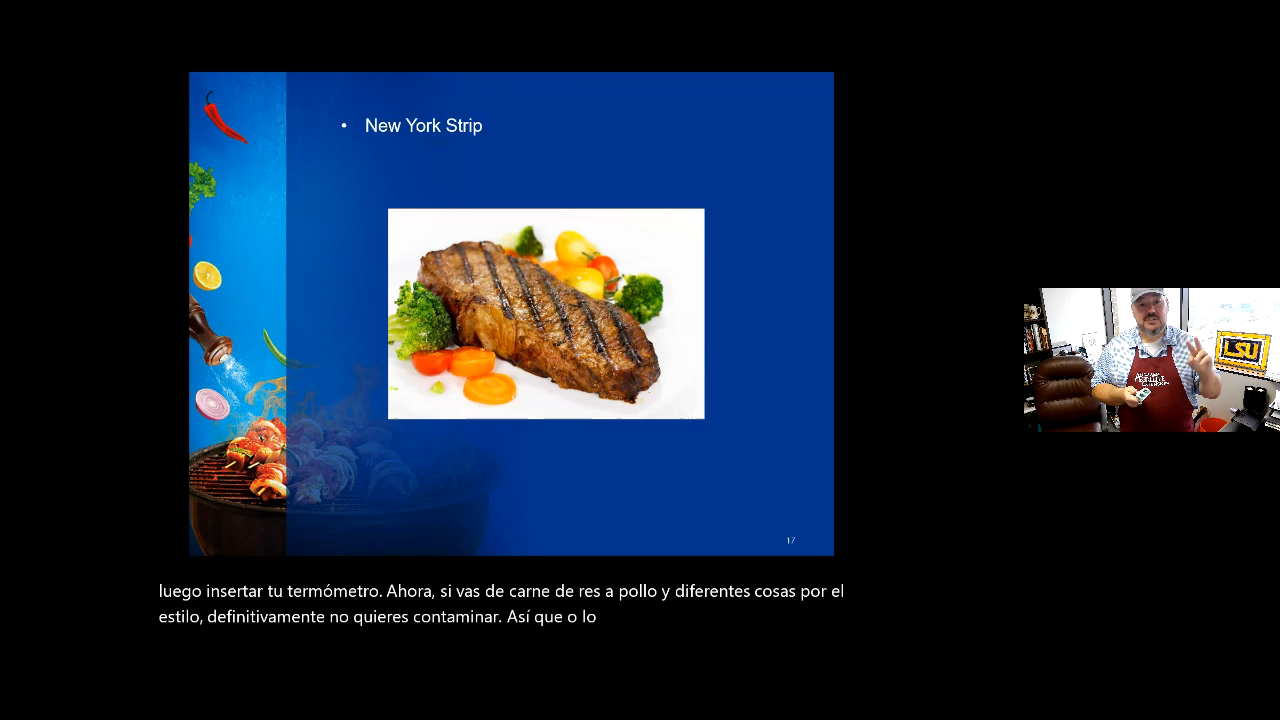 • New York Strip
LSU
17
luego insertar tu termómetro. Ahora, si vas de carne de res a pollo y diferentes cosas por el
estilo, definitivamente no quieres contaminar. Así que o lo